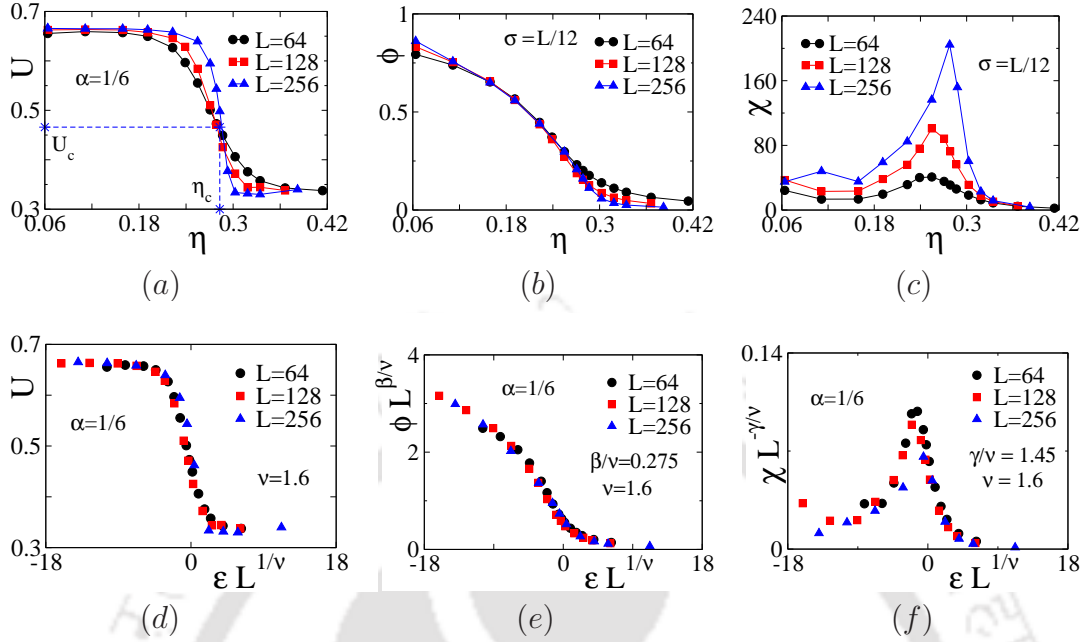 0.7
0.5
0.3
U
α=1/6
L=64
L=128
L=256
U_c
η_c
0.06 0.18 0.3 0.42
η
(a)
1
0.5
0
ϕ
σ=L/12
L=64
L=128
L=256
0.06 0.18 0.3 0.42
η
(b)
240
160
80
0
χ
L=64
L=128
L=256
σ=L/12
0.06 0.18 0.3 0.42
η
(c)
0.7
0.5
0.3
U
α=1/6
L=64
L=128
L=256
ν=1.6
-18 0 18
ε L^{1/ν}
(d)
4
2
0
ϕ L^{β/ν}
α=1/6
L=64
L=128
L=256
β/ν=0.275
ν=1.6
-18 0 18
ε L^{1/ν}
(e)
0.14
0
χ L^{-γ/ν}
α=1/6
L=64
L=128
L=256
γ/ν = 1.45
ν = 1.6
-18 0 18
ε L^{1/ν}
(f)